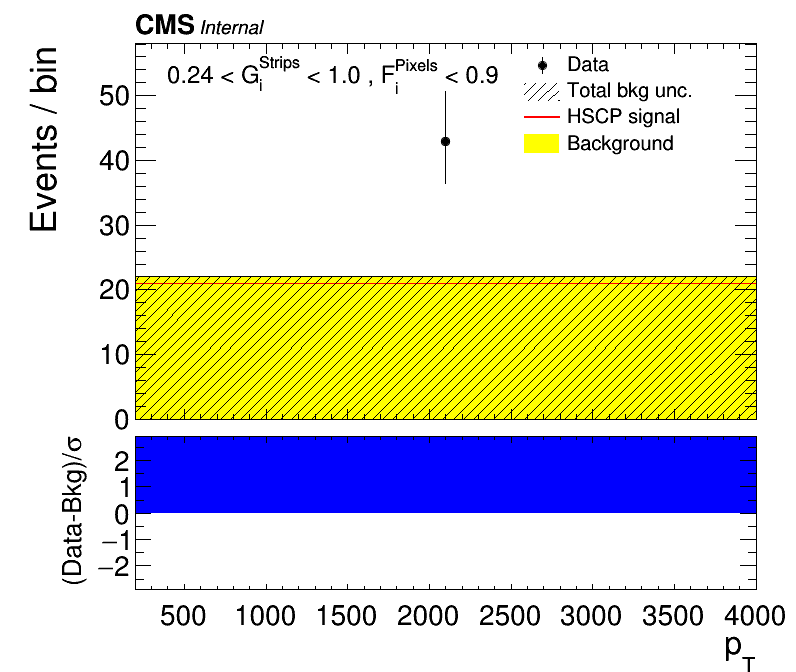 CMS Internal
0.24 < G_i^Strips < 1.0 , F_i^Pixels < 0.9
Data
Total bkg unc.
HSCP signal
Background
Events / bin
50
40
30
20
10
0
(Data-Bkg)/σ
2
1
0
−1
−2
500 1000 1500 2000 2500 3000 3500 4000
p_T